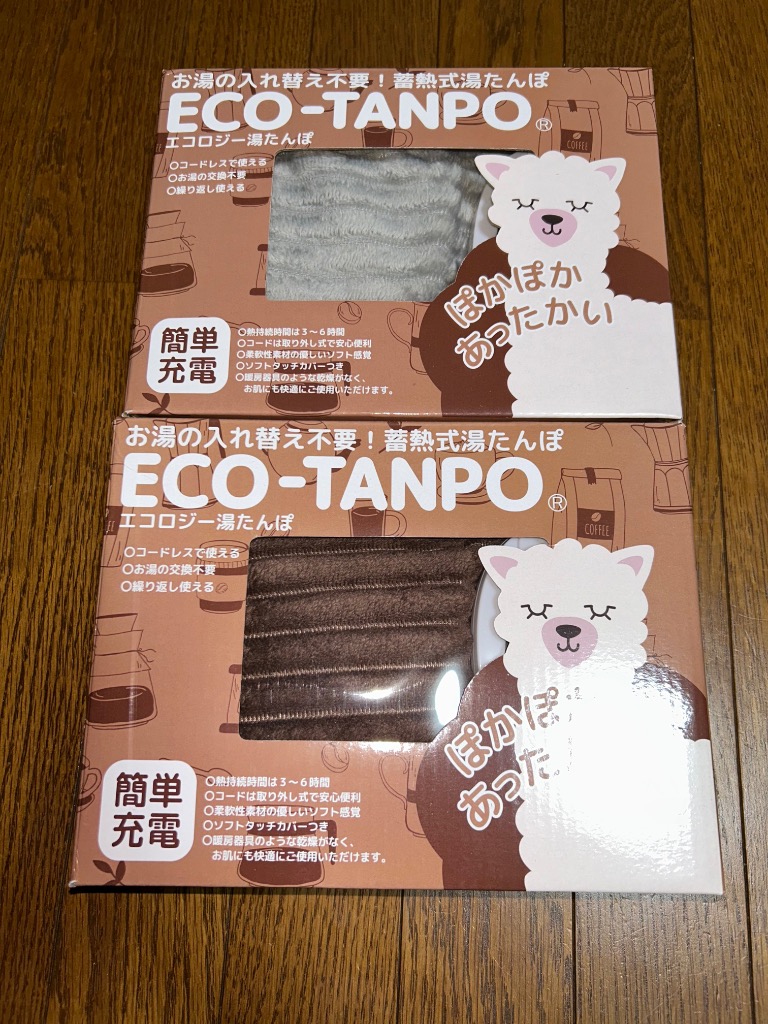 お湯の入れ替え不要！蓄熱式湯たんぽ
ECO-TANPO®
エコロジー湯たんぽ
○コードレスで使える
○お湯の交換不要
○繰り返し使える
COFFEE
ぽかぽか
あったかい
簡単
充電
○熱持続時間は３～６時間
○コードは取り外し式で安心便利
○柔軟性素材の優しいソフト感覚
○ソフトタッチカバーつき
○暖房器具のような乾燥がなく、
お肌にも快適にご使用いただけます。
お湯の入れ替え不要！蓄熱式湯たんぽ
ECO-TANPO®
エコロジー湯たんぽ
○コードレスで使える
○お湯の交換不要
○繰り返し使える
COFFEE
ぽかぽ
あった
簡単
充電
○熱持続時間は３～６時間
○コードは取り外し式で安心便利
○柔軟性素材の優しいソフト感覚
○ソフトタッチカバーつき
○暖房器具のような乾燥がなく、
お肌にも快適にご使用いただけます。